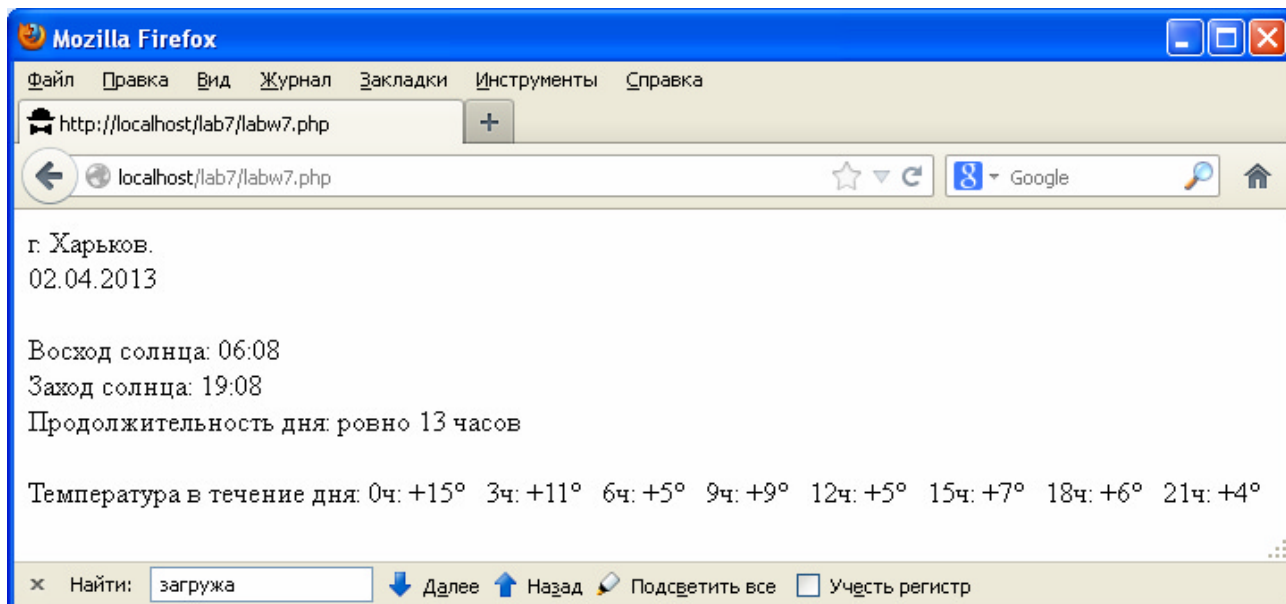 Mozilla Firefox
Файл Правка Вид Журнал Закладки Инструменты Справка
http://localhost/lab7/labw7.php +
localhost/lab7/labw7.php 8 Google
г. Харьков.
02.04.2013
Восход солнца: 06:08
Заход солнца: 19:08
Продолжительность дня: ровно 13 часов
Температура в течение дня: 0ч: +15° 3ч: +11° 6ч: +5° 9ч: +9° 12ч: +5° 15ч: +7° 18ч: +6° 21ч: +4°
× Найти: загружа Далее Назад Подсветить все Учесть регистр